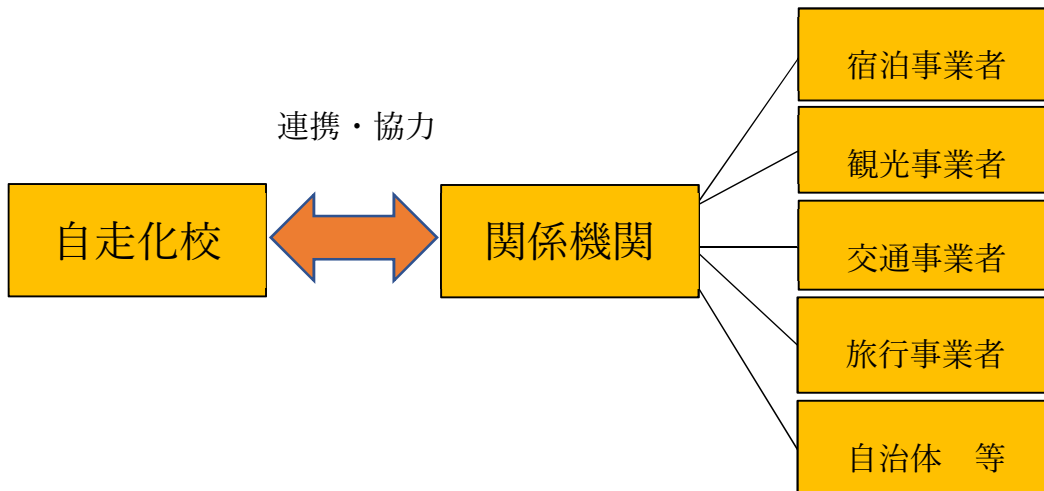 連携・協力
自走化校
関係機関
宿泊事業者
観光事業者
交通事業者
旅行事業者
自治体　等